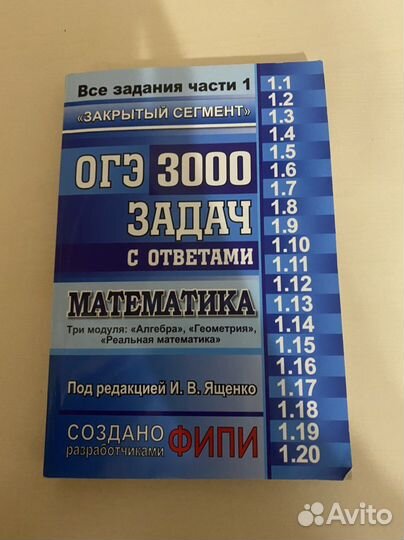 Все задания части 1
«ЗАКРЫТЫЙ СЕГМЕНТ»
ОГЭ 3000
ЗАДАЧ
С ОТВЕТАМИ
МАТЕМАТИКА
Три модуля: «Алгебра», «Геометрия»,
«Реальная математика»
Под редакцией И. В. Ященко
СОЗДАНО
разработчиками ФИПИ
1.1
1.2
1.3
1.4
1.5
1.6
1.7
1.8
1.9
1.10
1.11
1.12
1.13
1.14
1.15
1.16
1.17
1.18
1.19
1.20
Avito